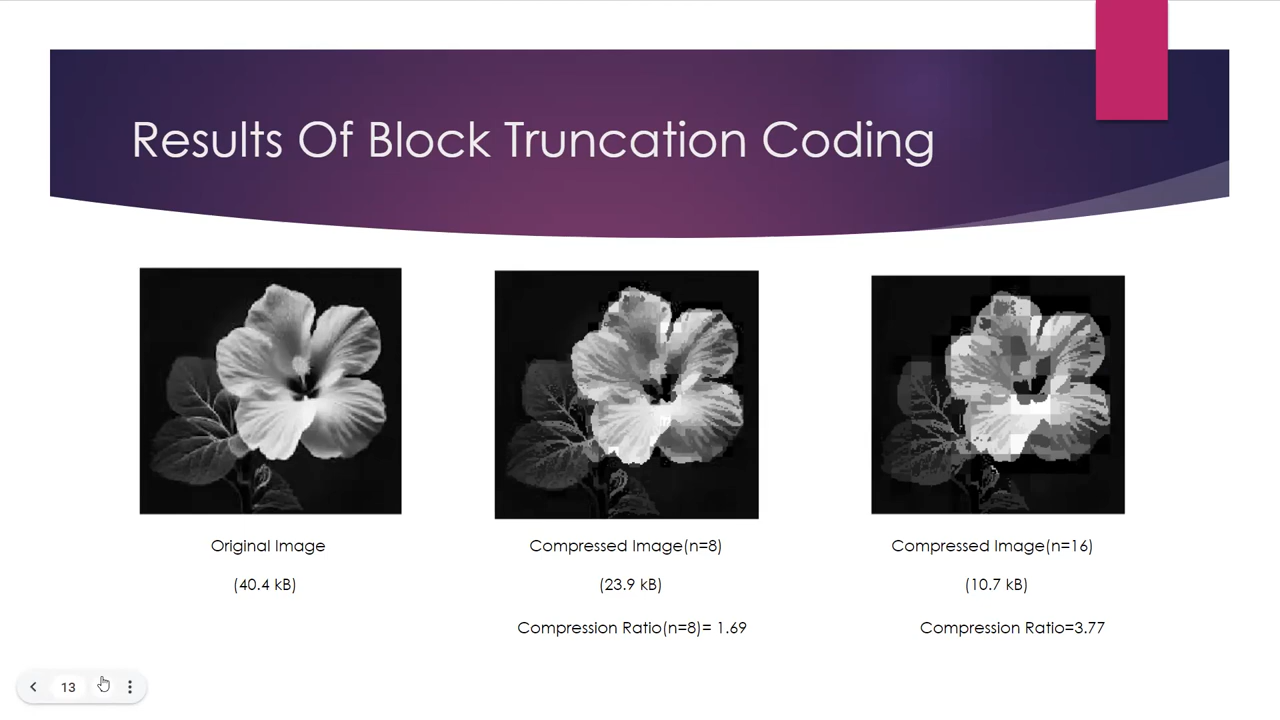 Results Of Block Truncation Coding
Original Image
(40.4 kB)
Compressed Image(n=8)
(23.9 kB)
Compression Ratio(n=8)= 1.69
Compressed Image(n=16)
(10.7 kB)
Compression Ratio=3.77
13